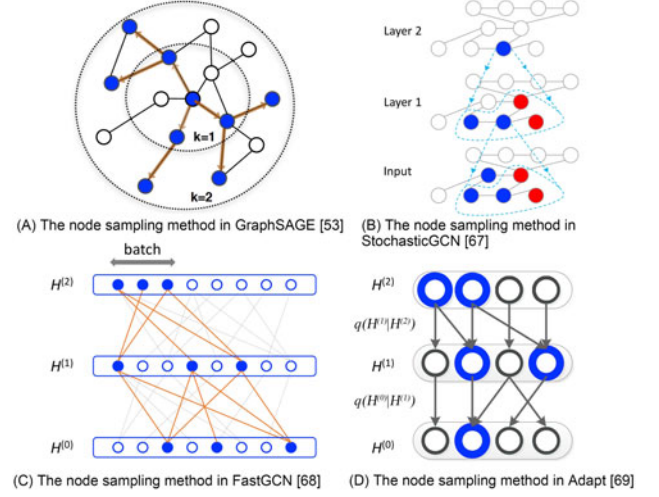 k=1
k=2
(A) The node sampling method in GraphSAGE [53]
Layer 2
Layer 1
Input
(B) The node sampling method in
StochasticGCN [67]
batch
H(2)
H(1)
H(0)
(C) The node sampling method in FastGCN [68]
H(2)
q(H(1)|H(2))
H(1)
q(H(0)|H(1))
H(0)
(D) The node sampling method in Adapt [69]